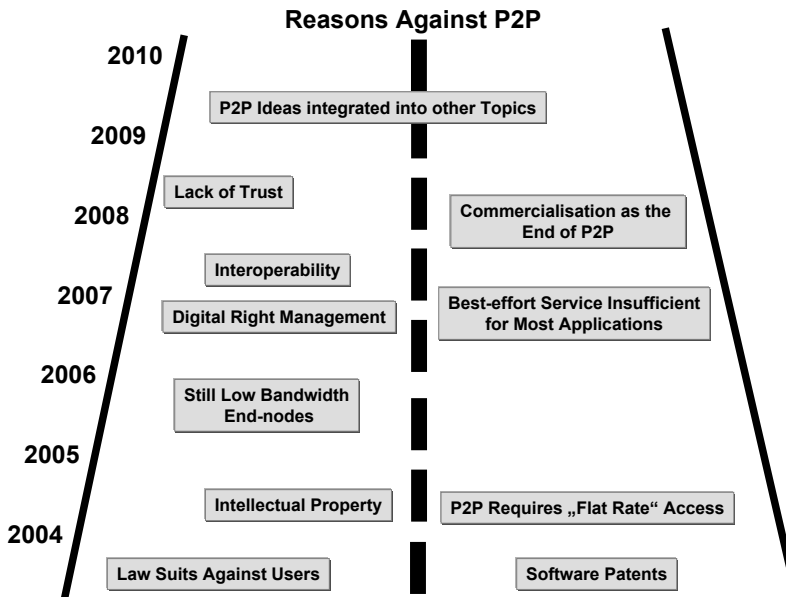 Reasons Against P2P
2010
P2P Ideas integrated into other Topics
2009
Lack of Trust
2008
Commercialisation as the
End of P2P
Interoperability
2007
Best-effort Service Insufficient
for Most Applications
Digital Right Management
2006
Still Low Bandwidth
End-nodes
2005
Intellectual Property
P2P Requires „Flat Rate“ Access
2004
Law Suits Against Users
Software Patents